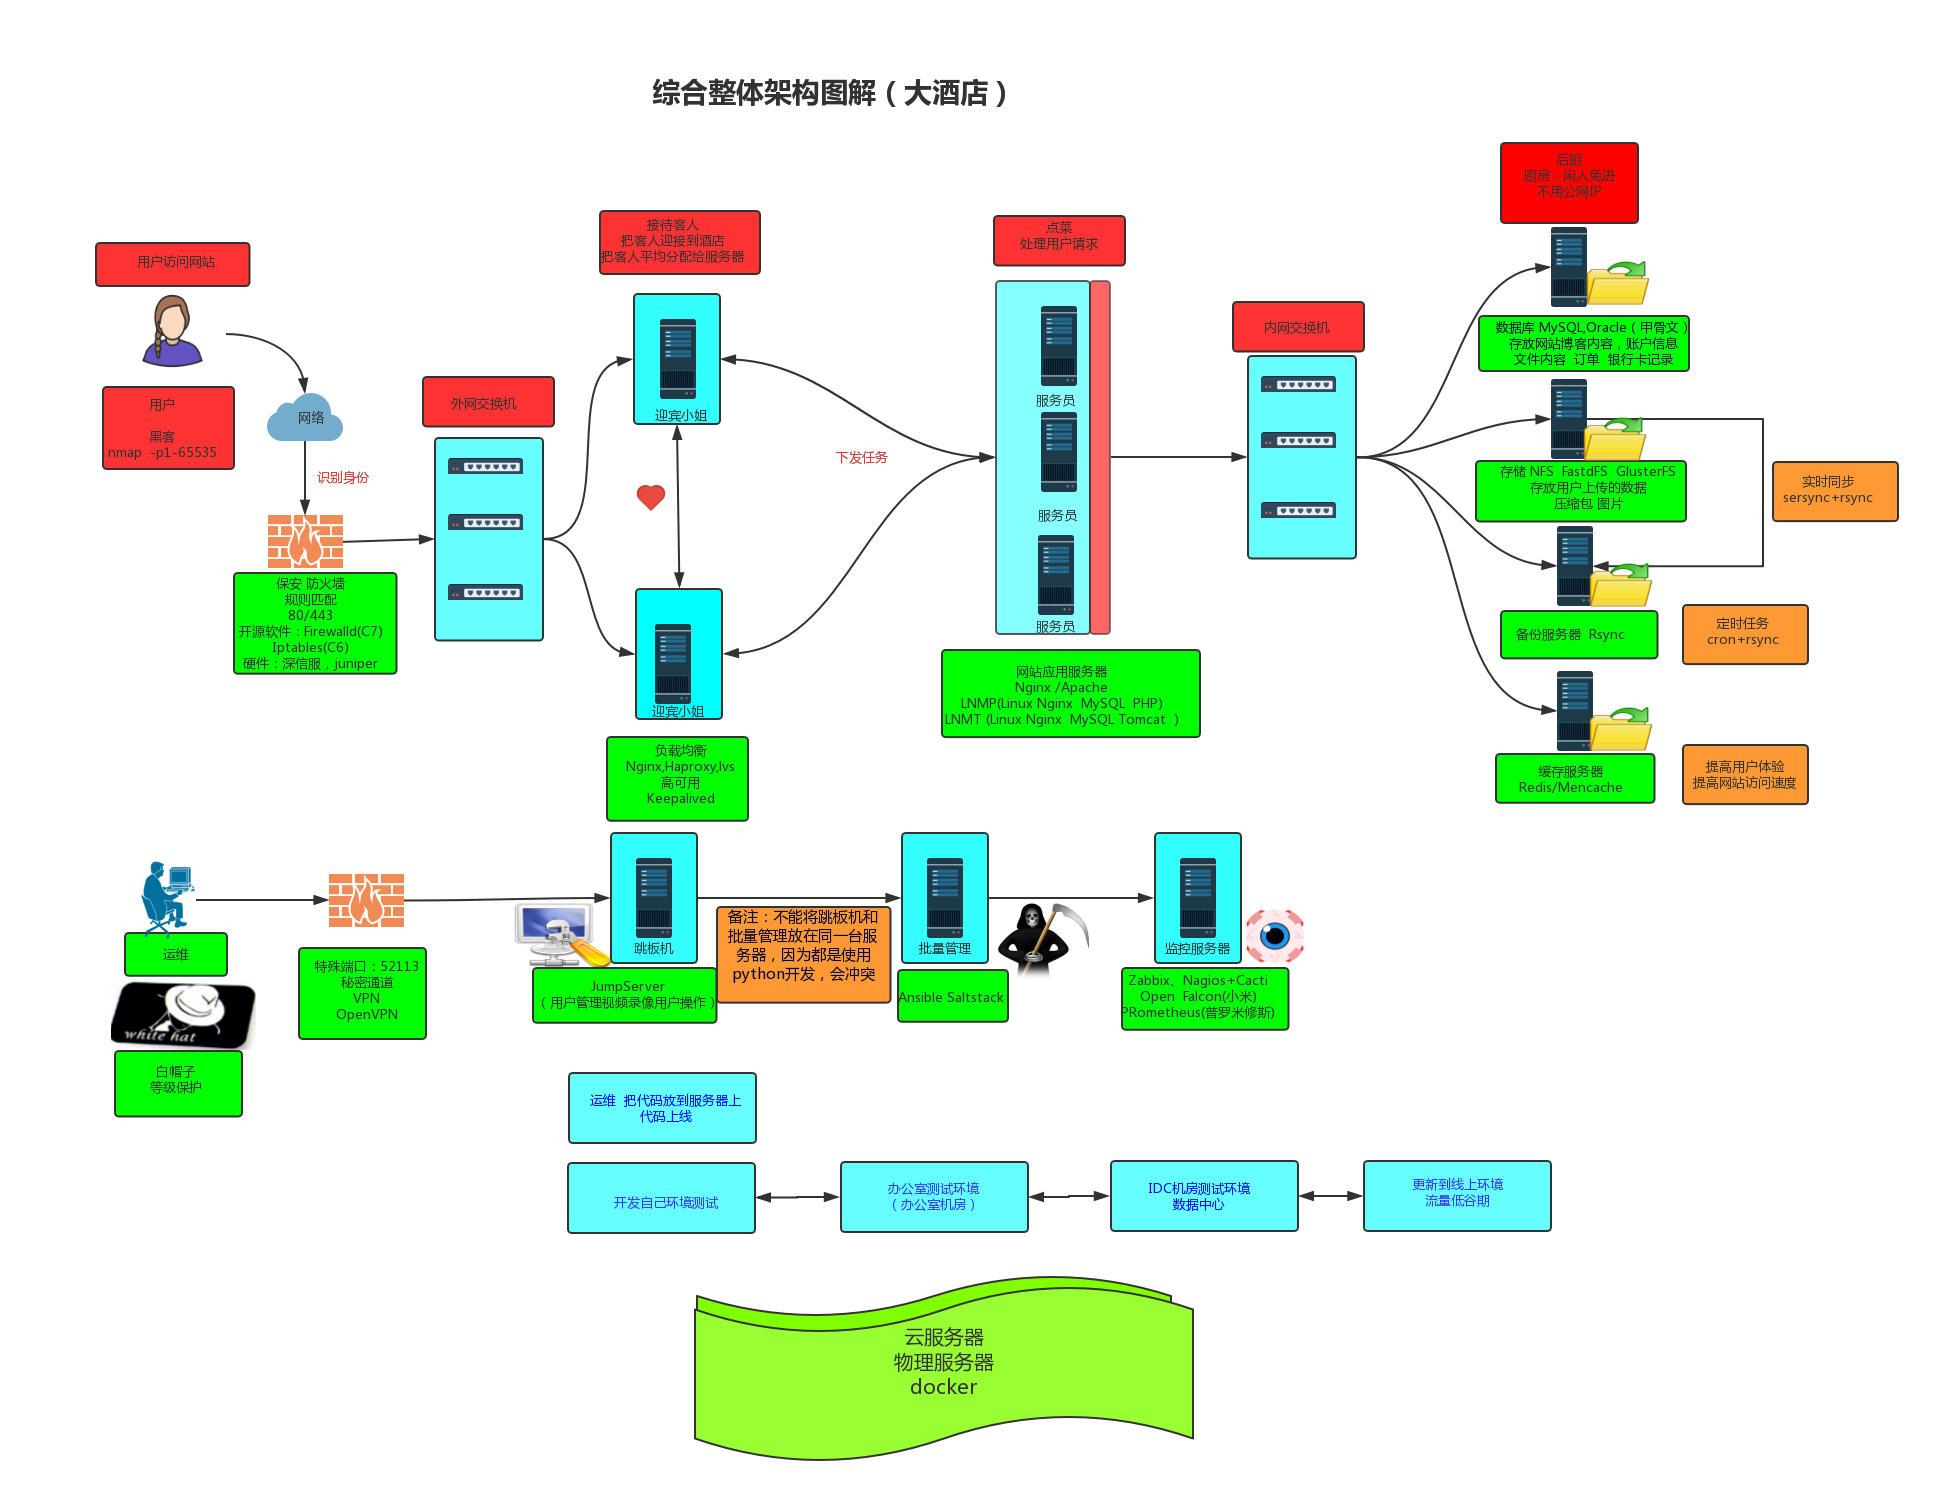 综合整体架构图解（大酒店）
用户访问网站
用户
黑客
nmap -p1-65535
网络
识别身份
保安 防火墙
规则匹配
80/443
开源软件：Firewalld(C7)
Iptables(C6)
硬件：深信服，juniper
外网交换机
接待客人
把客人迎接到酒店
把客人平均分配给服务器
迎宾小姐
迎宾小姐
负载均衡
Nginx,Haproxy,lvs
高可用
Keepalived
下发任务
点菜
处理用户请求
服务员
服务员
服务员
网站应用服务器
Nginx /Apache
LNMP(Linux Nginx MySQL PHP)
LNMT (Linux Nginx MySQL Tomcat )
内网交换机
后厨
厨房：闲人免进
不用公网IP
数据库 MySQL,Oracle（甲骨文）
存放网站博客内容，账户信息
文件内容 订单 银行卡记录
存储 NFS FastdFS GlusterFS
存放用户上传的数据
压缩包 图片
实时同步
sersync+rsync
备份服务器 Rsync
定时任务
cron+rsync
缓存服务器
Redis/Mencache
提高用户体验
提高网站访问速度
运维
white hat
白帽子
等级保护
特殊端口：52113
秘密通道
VPN
OpenVPN
跳板机
JumpServer
（用户管理视频录像用户操作）
备注：不能将跳板机和
批量管理放在同一台服
务器，因为都是使用
python开发，会冲突
批量管理
Ansible Saltstack
监控服务器
Zabbix、Nagios+Cacti
Open Falcon(小米)
PRometheus(普罗米修斯)
运维 把代码放到服务器上
代码上线
开发自己环境测试
办公室测试环境
（办公室机房）
IDC机房测试环境
数据中心
更新到线上环境
流量低谷期
云服务器
物理服务器
docker